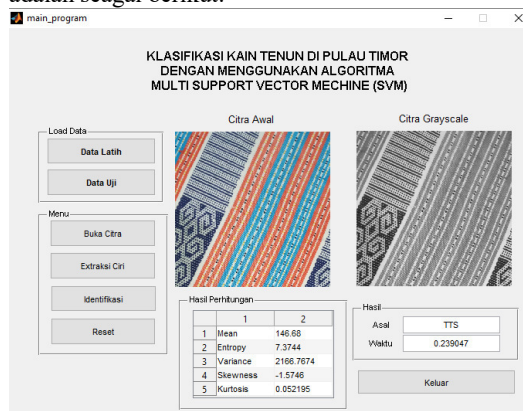 adalah seagai berikut.
main_program
KLASIFIKASI KAIN TENUN DI PULAU TIMOR
DENGAN MENGGUNAKAN ALGORITMA
MULTI SUPPORT VECTOR MECHINE (SVM)
Load Data
Data Latih
Data Uji
Menu
Buka Citra
Extraksi Ciri
Identifikasi
Reset
Citra Awal
Citra Grayscale
Hasil Perhitungan
1 2
1 Mean 146.68
2 Entropy 7.3744
3 Variance 2166.7674
4 Skewness -1.5746
5 Kurtosis 0.052195
Hasil
Asal TTS
Waktu 0.239047
Keluar